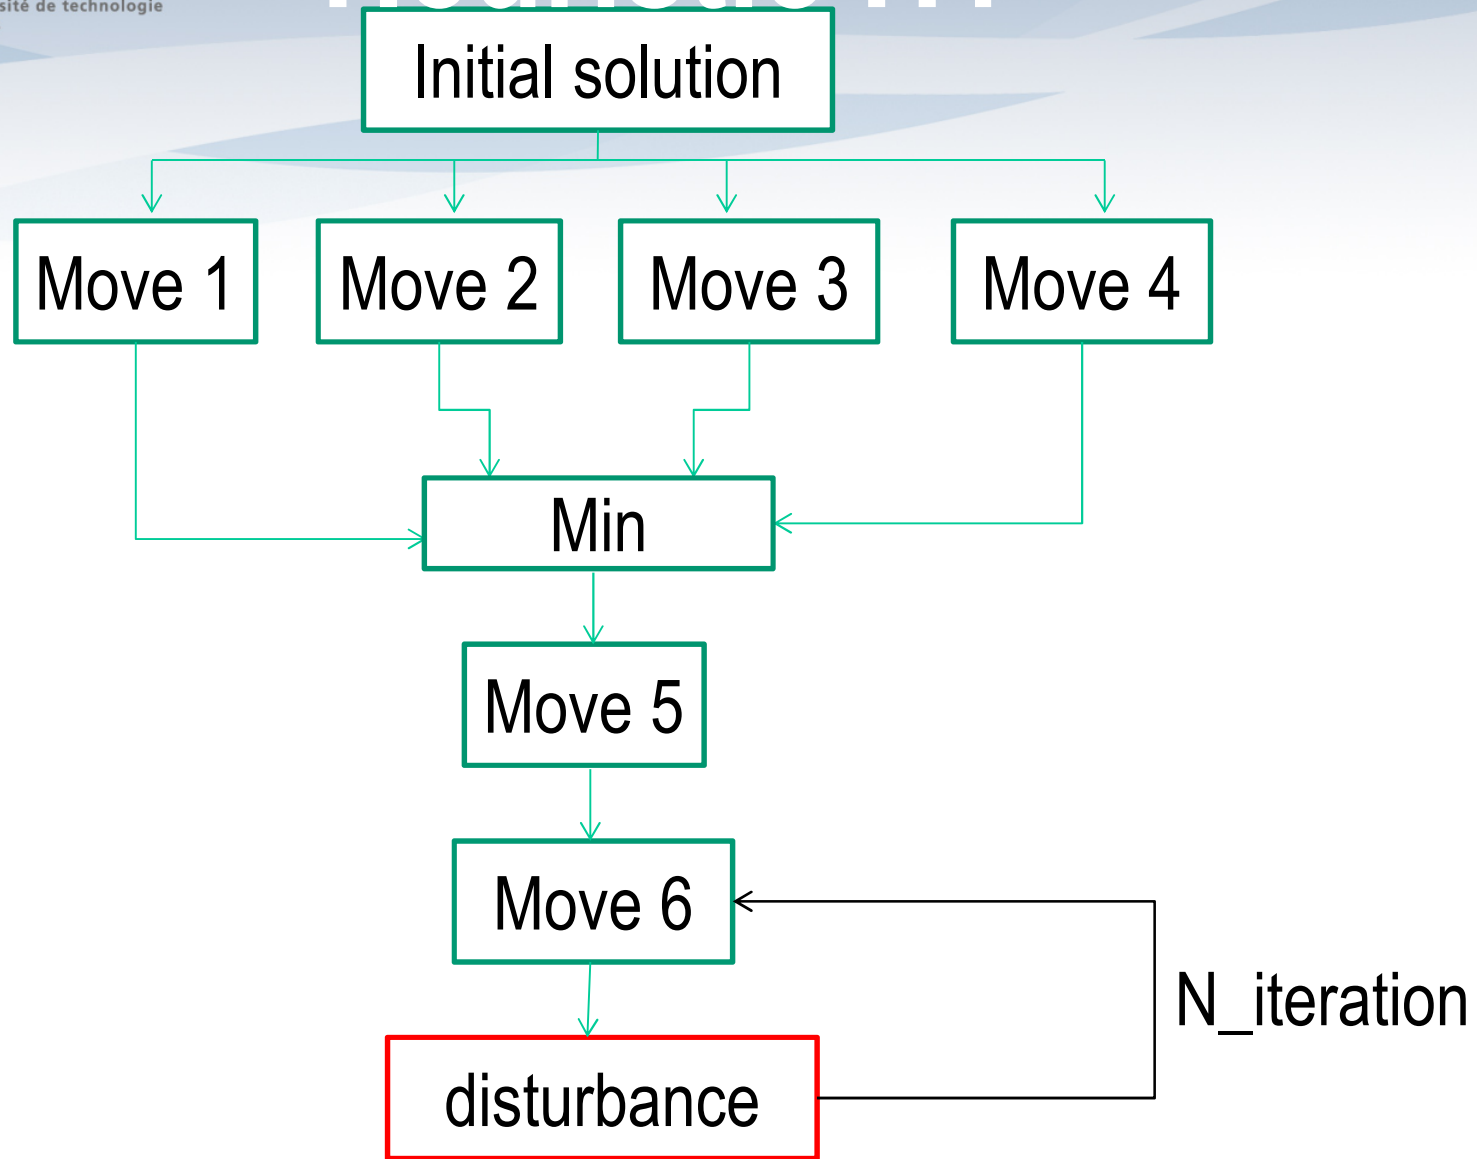 sité de technologie
Initial solution
Move 1
Move 2
Move 3
Move 4
Min
Move 5
Move 6
N_iteration
disturbance